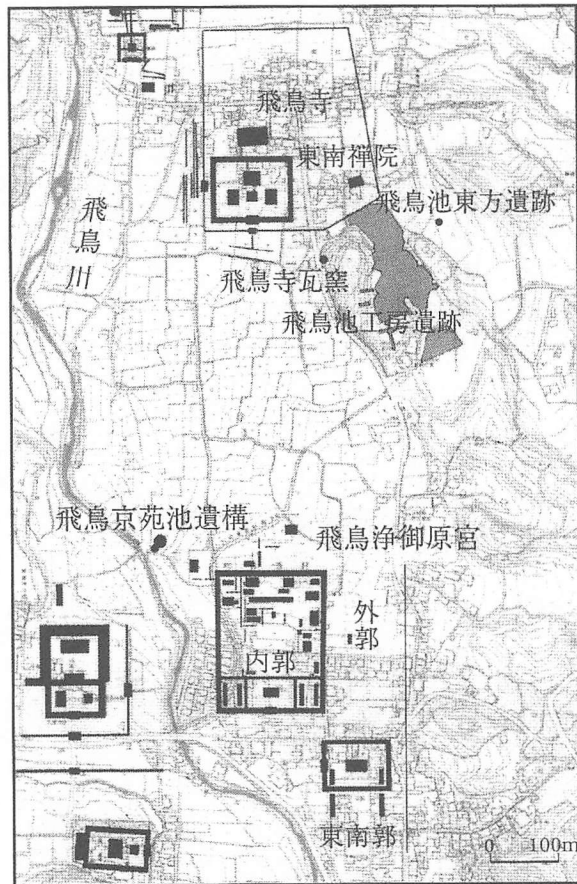 飛鳥寺
東南禅院
飛鳥池東方遺跡
飛鳥川
飛鳥寺瓦窯
飛鳥池工房遺跡
飛鳥京苑池遺構
飛鳥浄御原宮
外郭
内郭
東南郭
0 100m